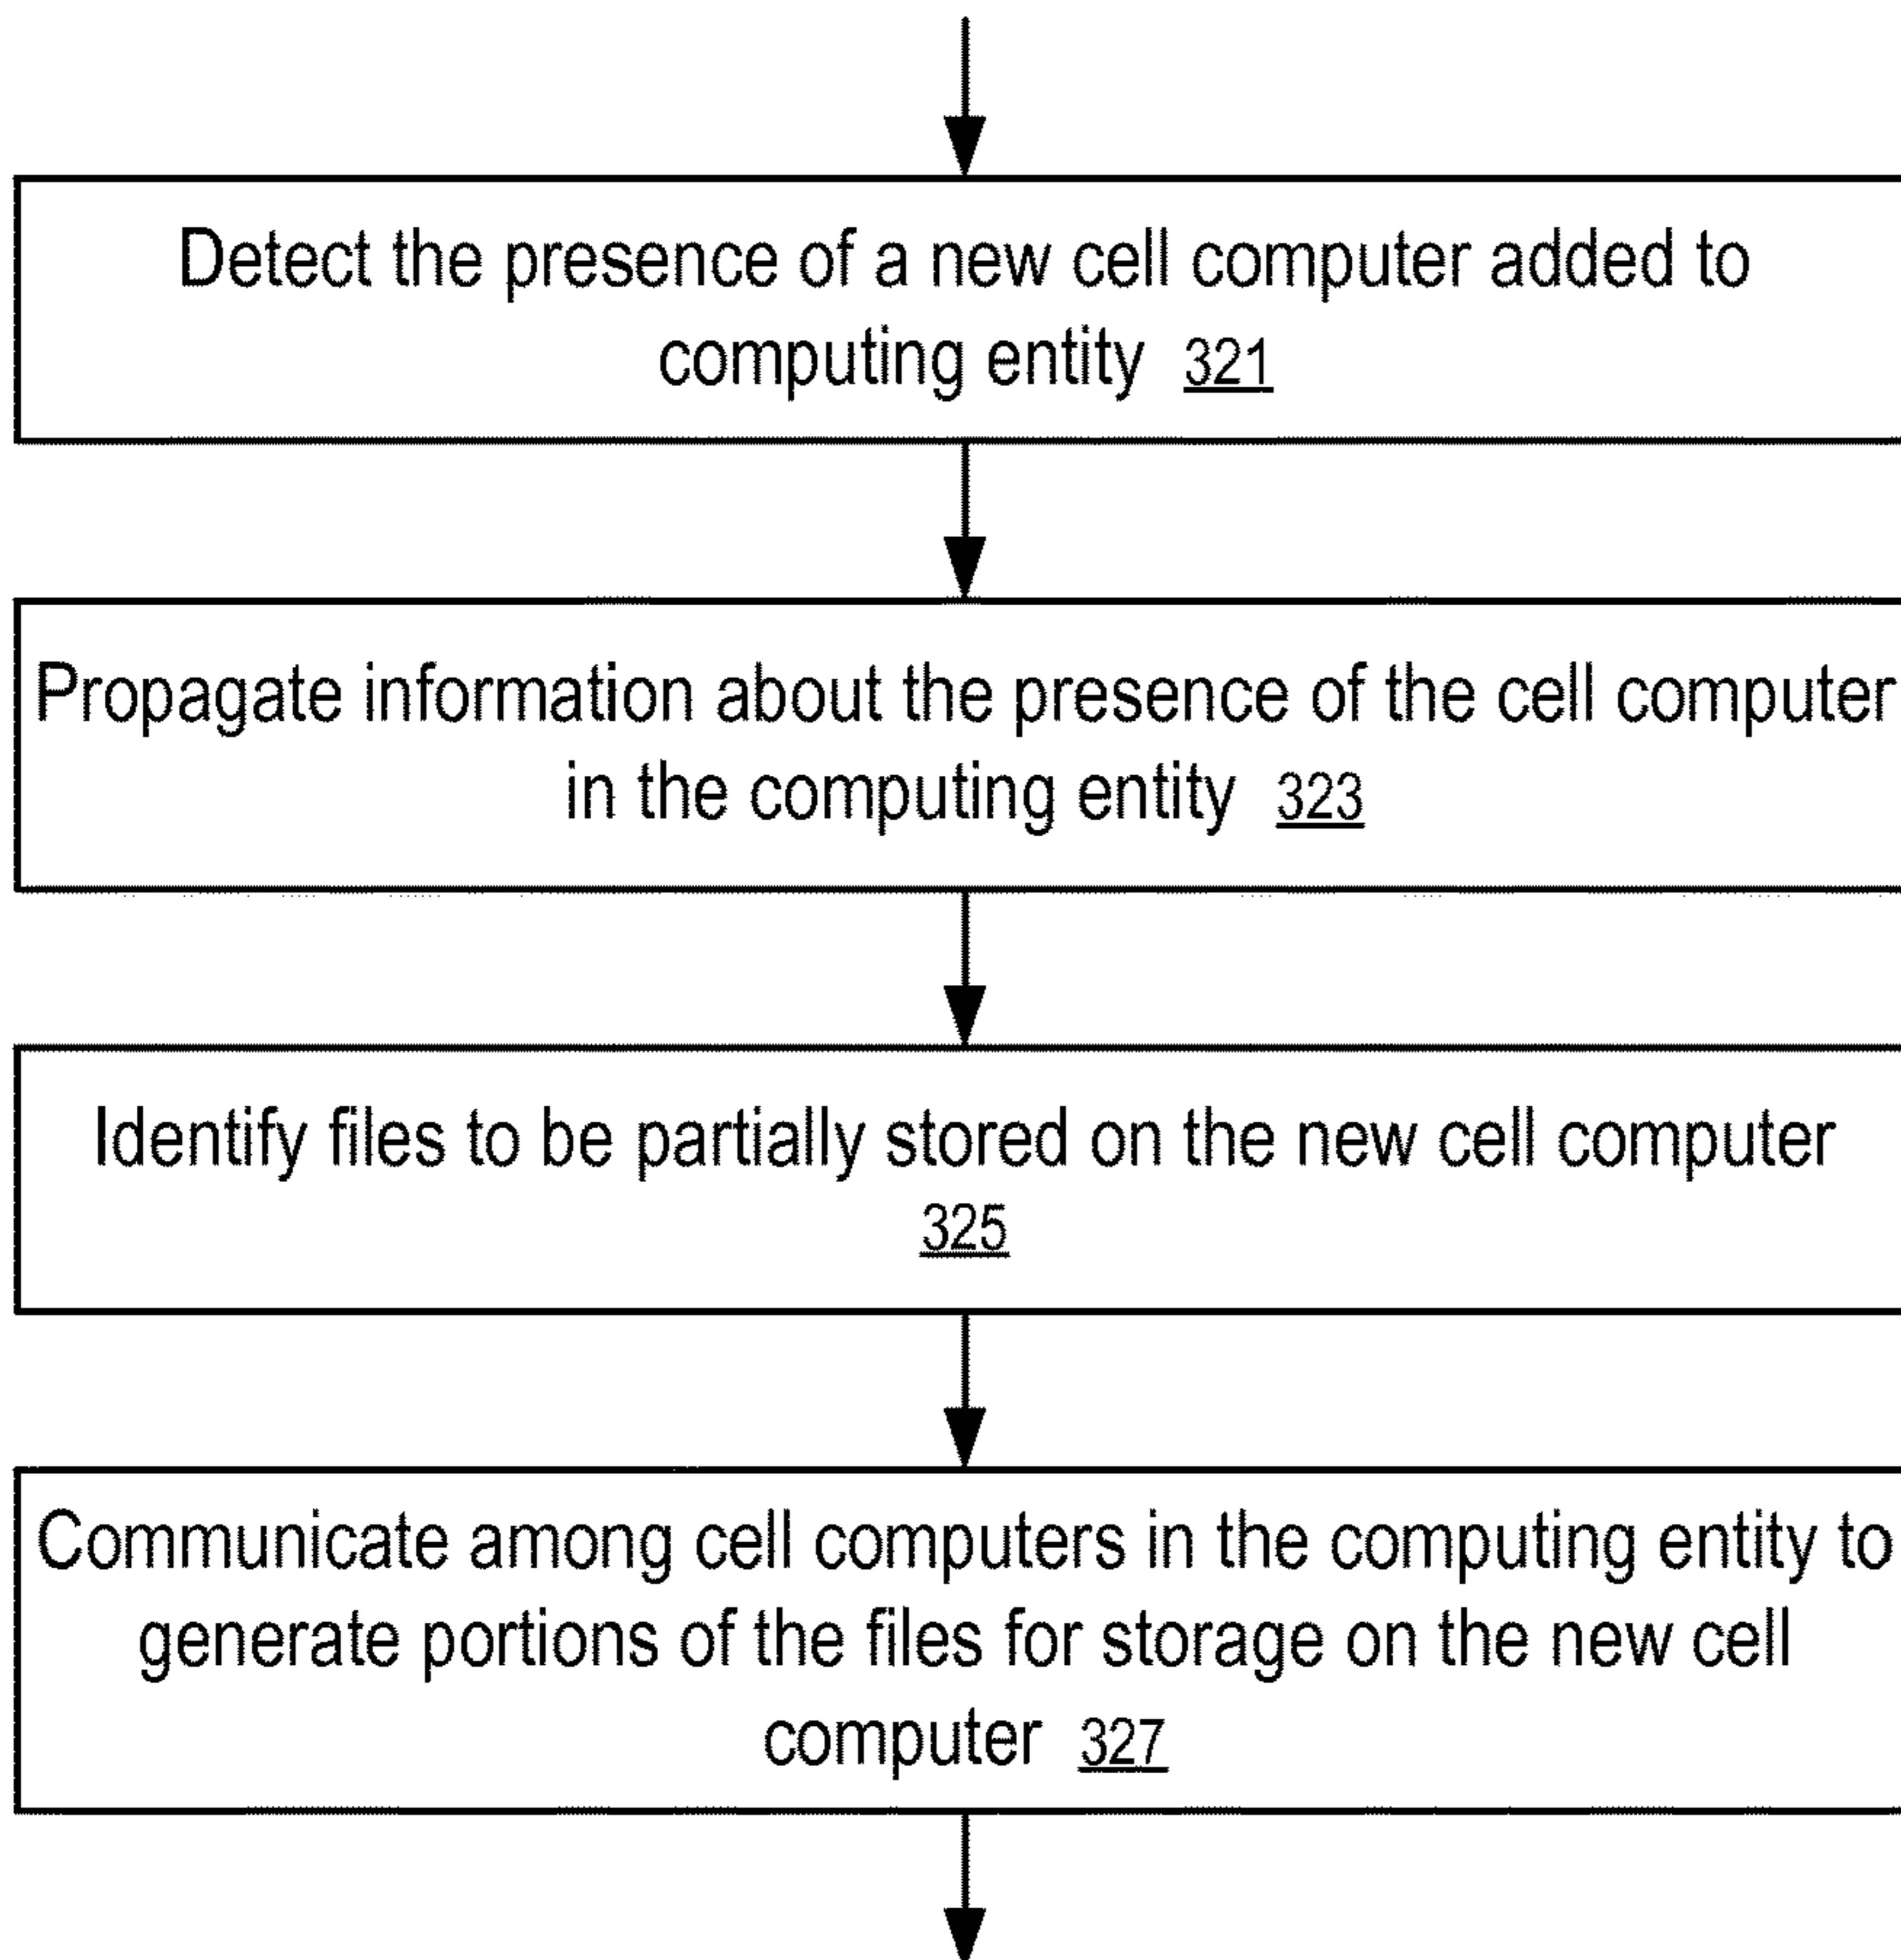 Detect the presence of a new cell computer added to
computing entity 321
Propagate information about the presence of the cell computer
in the computing entity 323
Identify files to be partially stored on the new cell computer
325
Communicate among cell computers in the computing entity to
generate portions of the files for storage on the new cell
computer 327